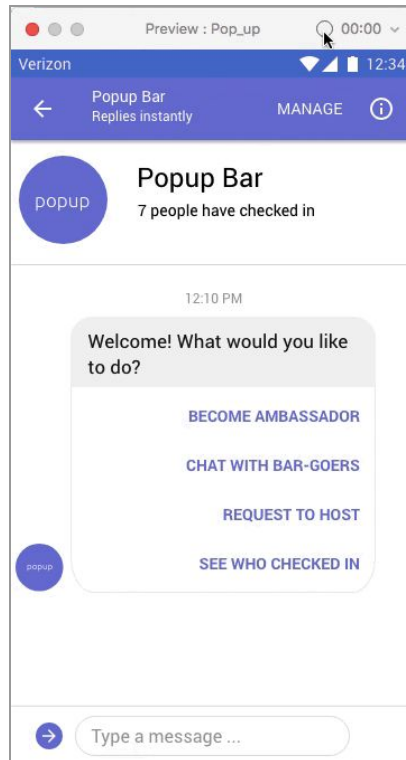 Preview : Pop_up 00:00
Verizon 12:34
Popup Bar
Replies instantly
MANAGE
popup
Popup Bar
7 people have checked in
12:10 PM
Welcome! What would you like
to do?
BECOME AMBASSADOR
CHAT WITH BAR-GOERS
REQUEST TO HOST
SEE WHO CHECKED IN
popup
Type a message ...